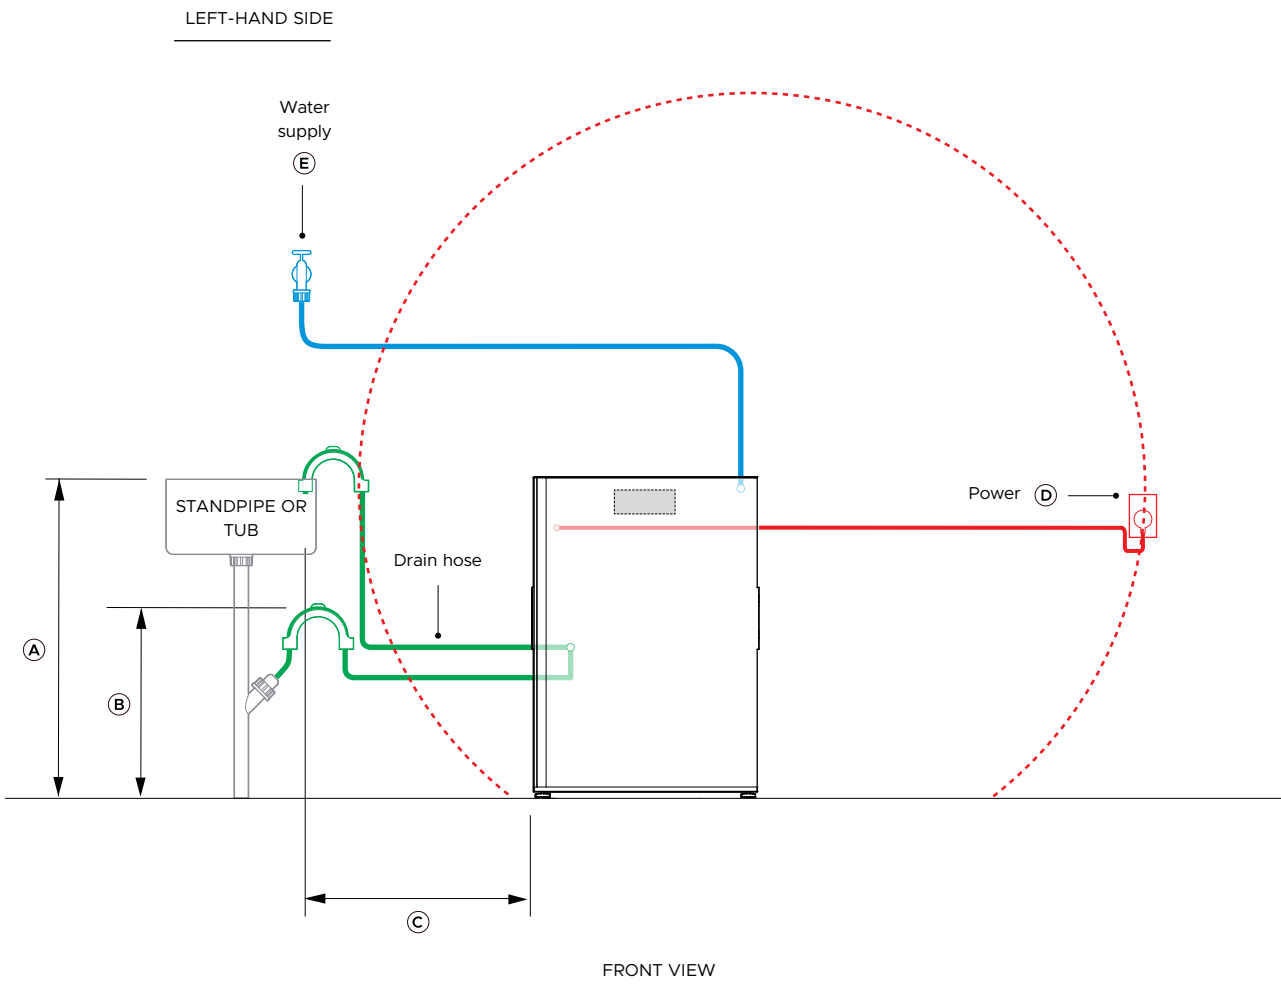 LEFT-HAND SIDE
Water
supply
E
STANDPIPE OR
TUB
Power D
Drain hose
A
B
C
FRONT VIEW